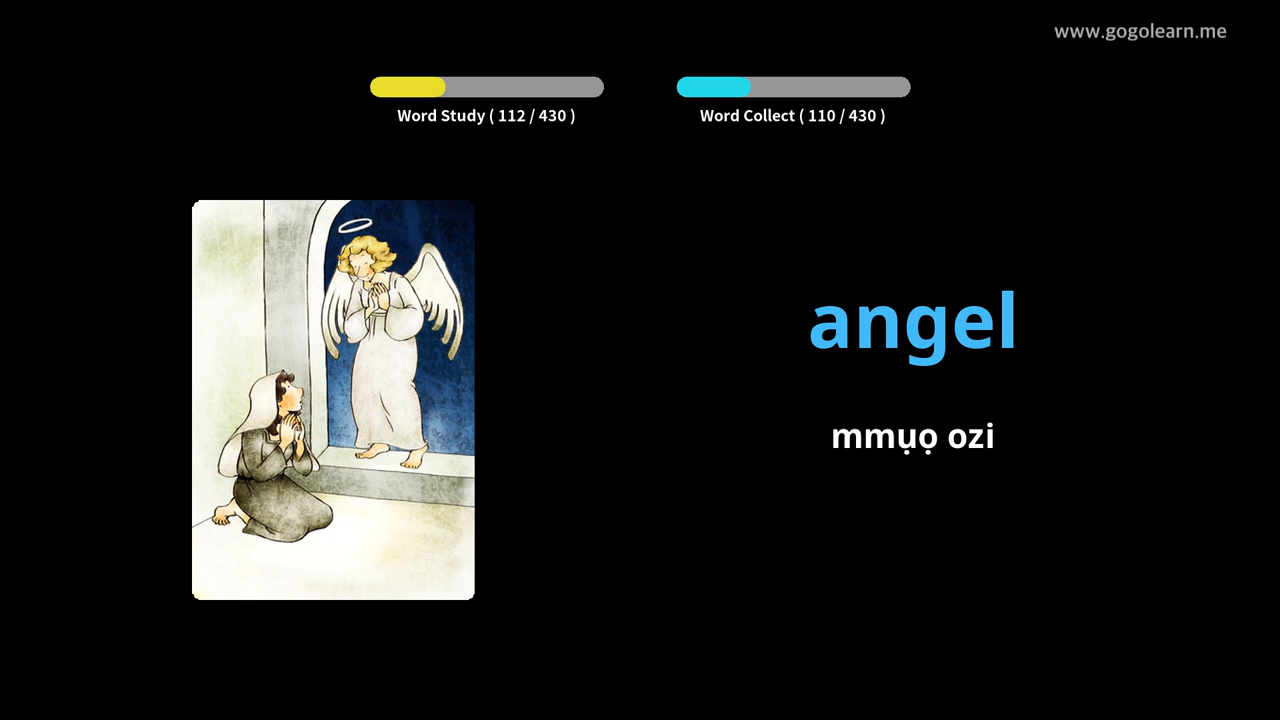 www.gogolearn.me
Word Study ( 112 / 430 )
Word Collect ( 110 / 430 )
angel
mmụọ ozi